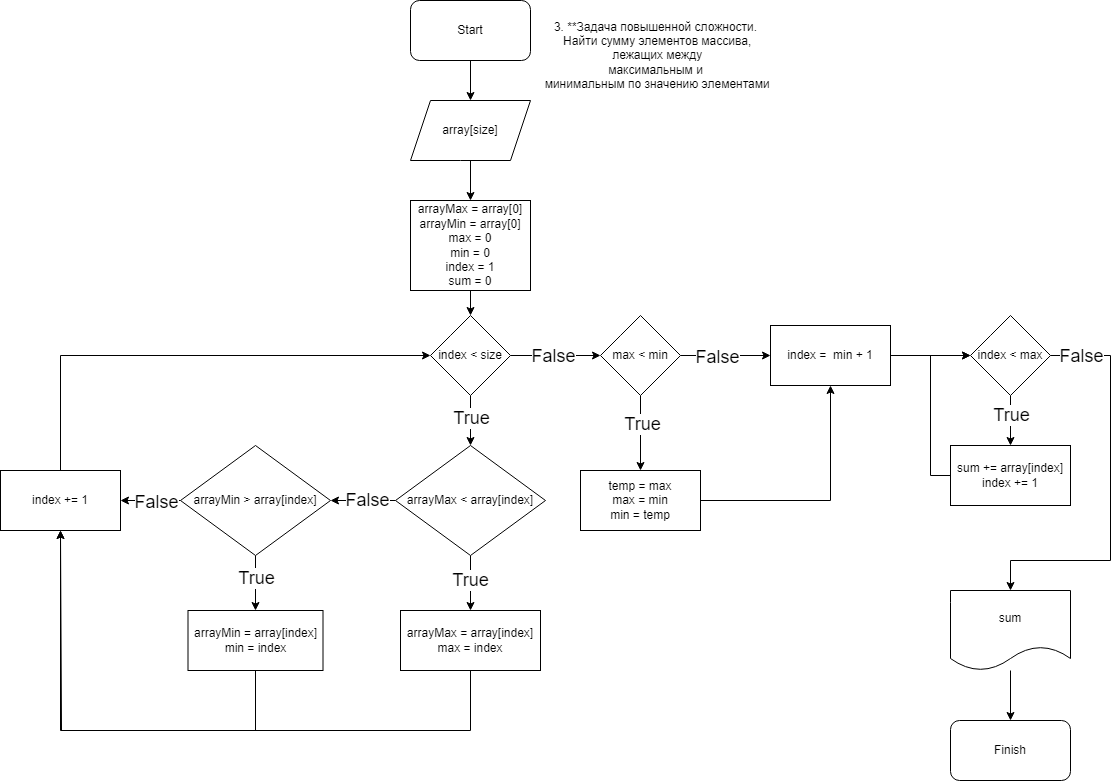 Start
3. **Задача повышенной сложности.
Найти сумму элементов массива,
лежащих между
максимальным и
минимальным по значению элементами
array[size]
arrayMax = array[0]
arrayMin = array[0]
max = 0
min = 0
index = 1
sum = 0
index < size
False
max < min
False
index =  min + 1
index < max
False
True
True
True
arrayMax < array[index]
False
arrayMin > array[index]
False
index += 1
temp = max
max = min
min = temp
sum += array[index]
index += 1
True
True
arrayMin = array[index]
min = index
arrayMax = array[index]
max = index
sum
Finish